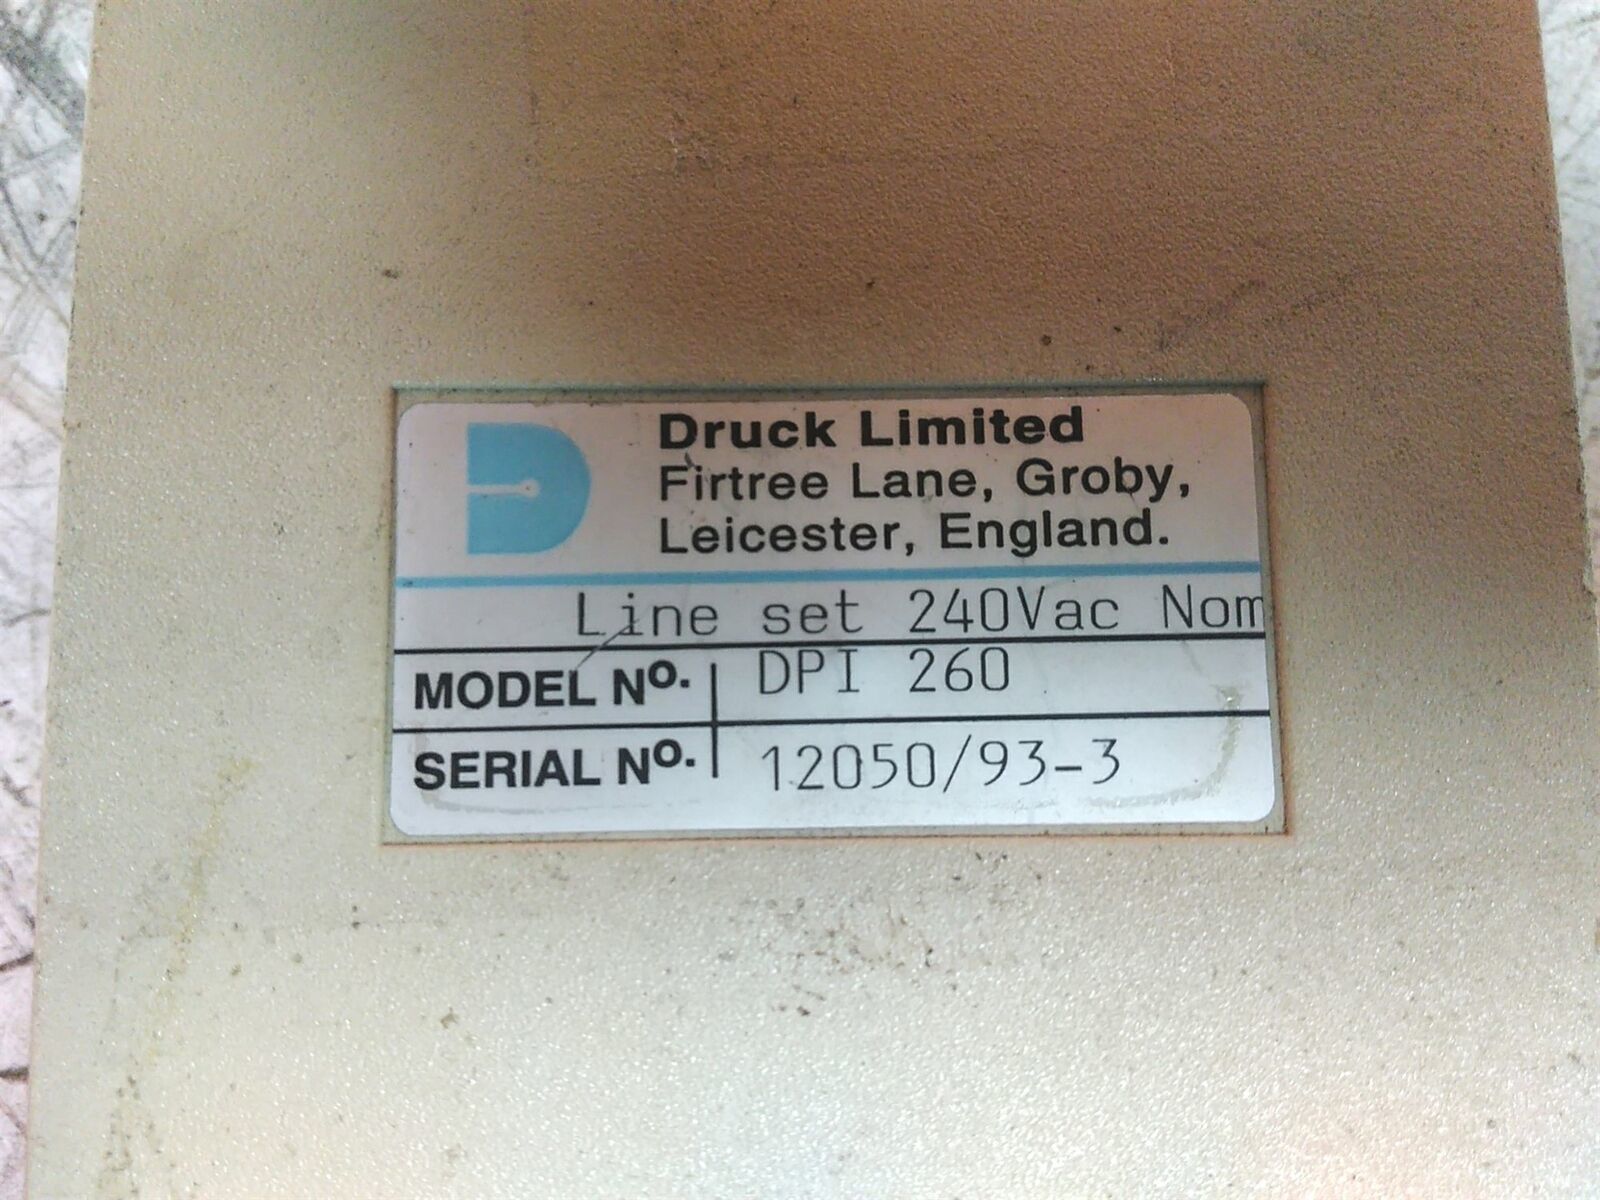 Druck Limited
Firtree Lane, Groby,
Leicester, England.
Line set 240Vac Nom
MODEL Nº. DPI 260
SERIAL Nº. 12050/93-3